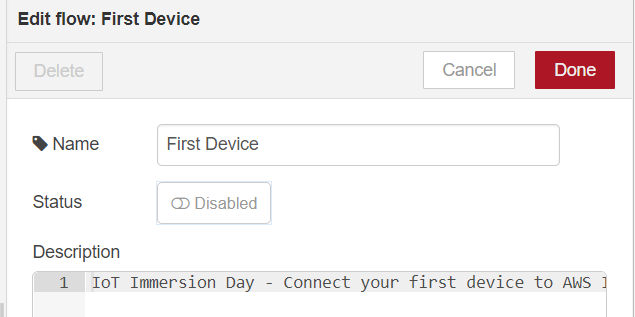 Edit flow: First Device
Delete
Cancel
Done
Name
First Device
Status
Disabled
Description
1 IoT Immersion Day - Connect your first device to AWS